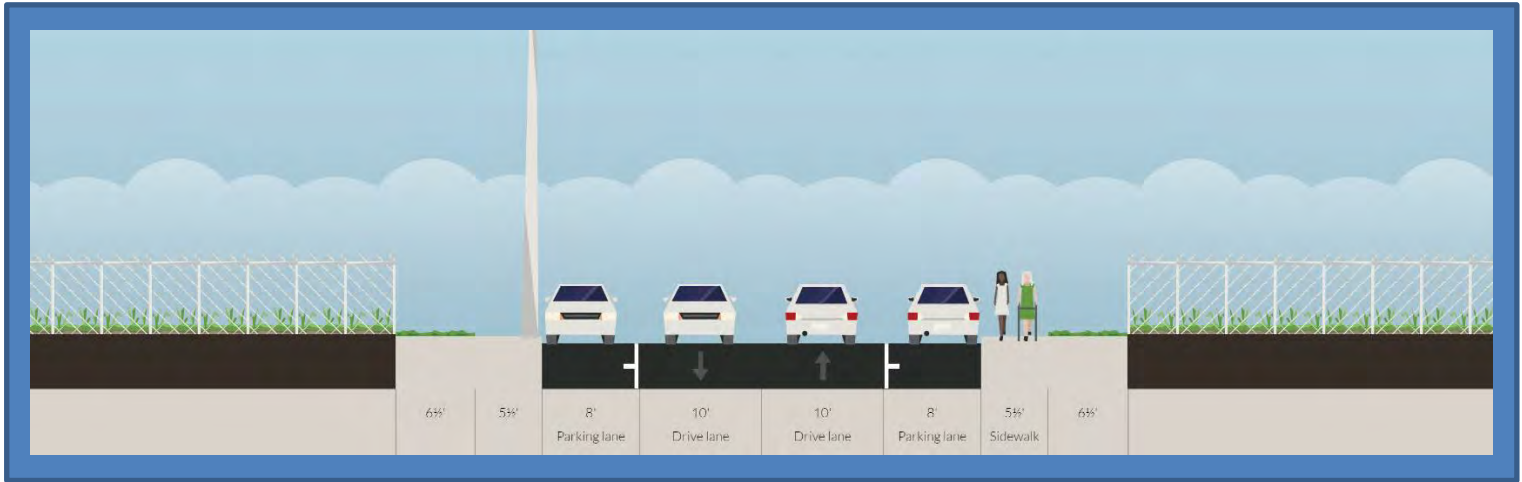 6½' 5½' 8' 10' 10' 8' 5½' 6½'
Parking lane Drive lane Drive lane Parking lane Sidewalk